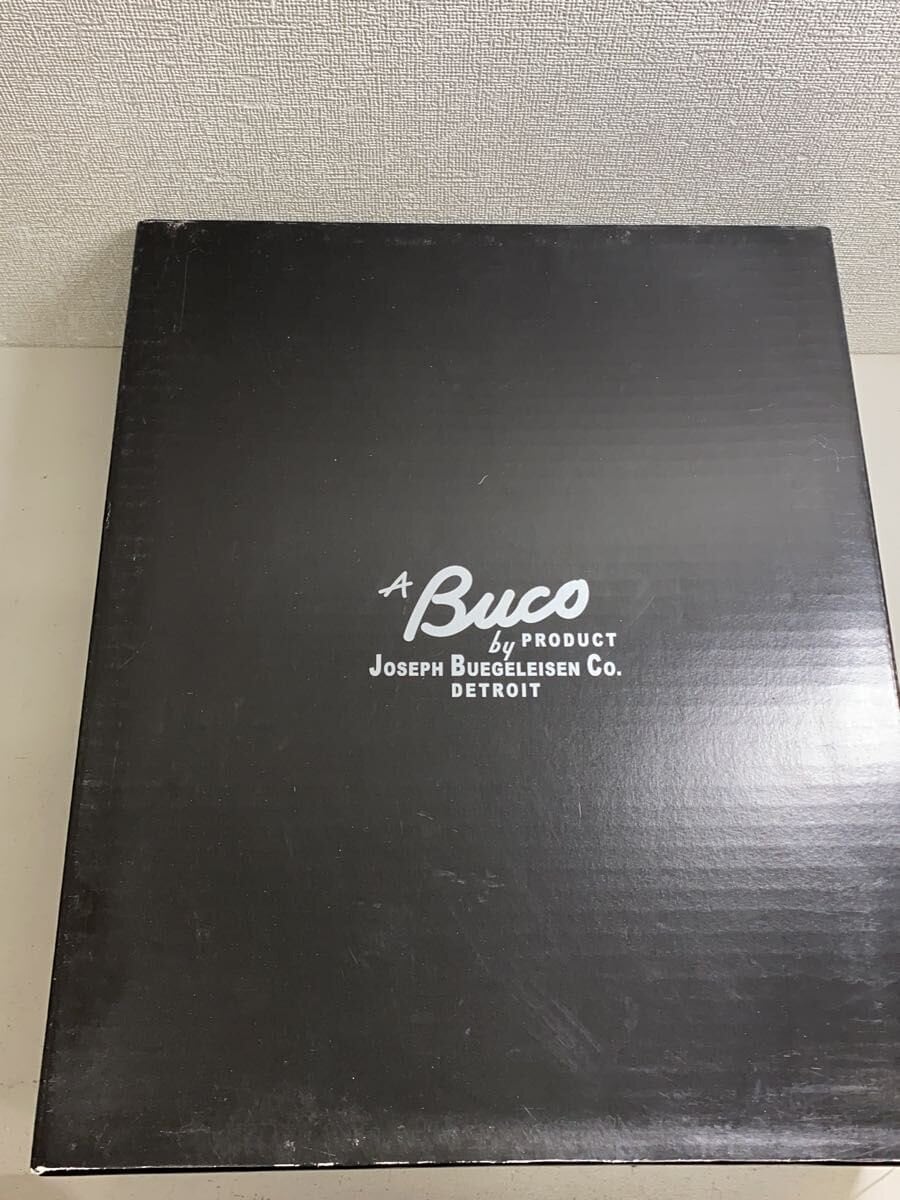 A Buco
by PRODUCT
JOSEPH BUEGELEISEN CO.
DETROIT